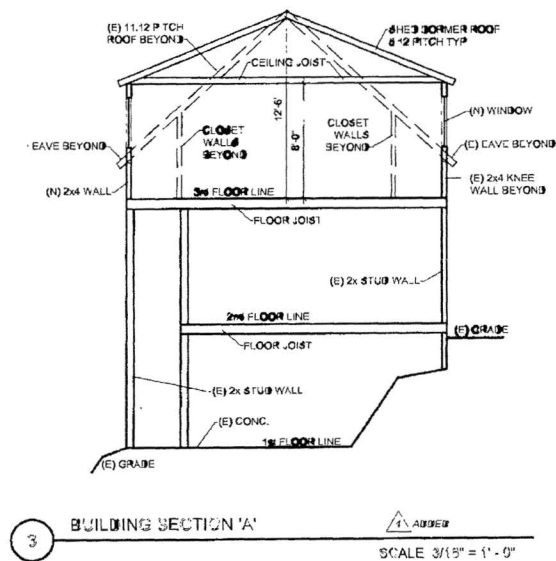 (E) 11:12 PITCH
ROOF BEYOND
SHED DORMER ROOF
8:12 PITCH TYP
CEILING JOIST
12'-6"
8'-0"
(N) WINDOW
CLOSET
WALLS
BEYOND
CLOSET
WALLS
BEYOND
EAVE BEYOND
(E) EAVE BEYOND
(N) 2x4 WALL
(E) 2x4 KNEE
WALL BEYOND
3rd FLOOR LINE
FLOOR JOIST
(E) 2x STUD WALL
2nd FLOOR LINE
(E) GRADE
FLOOR JOIST
(E) 2x STUD WALL
(E) CONC.
1st FLOOR LINE
(E) GRADE
3
BUILDING SECTION 'A'
ADDED
SCALE 3/16" = 1' - 0"